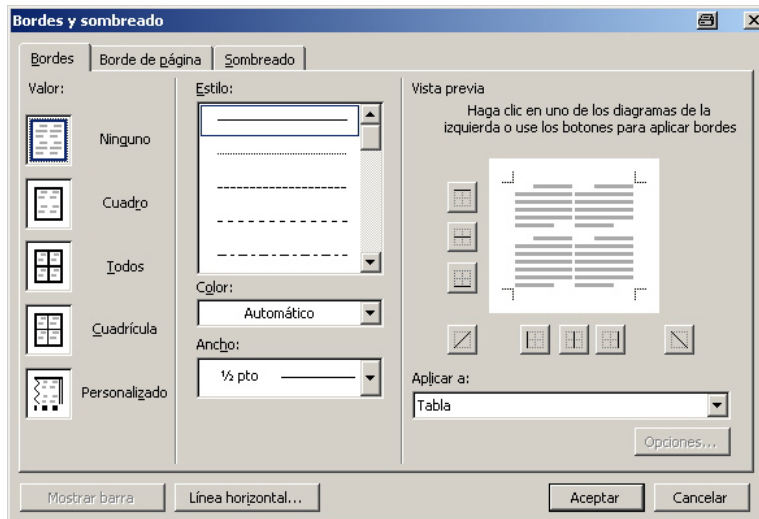 Bordes y sombreado
Bordes
Borde de página
Sombreado
Valor:
Ninguno
Cuadro
Todos
Cuadrícula
Personalizado
Estilo:
Color:
Automático
Ancho:
½ pto
Vista previa
Haga clic en uno de los diagramas de la
izquierda o use los botones para aplicar bordes
Aplicar a:
Tabla
Opciones...
Mostrar barra
Línea horizontal...
Aceptar
Cancelar